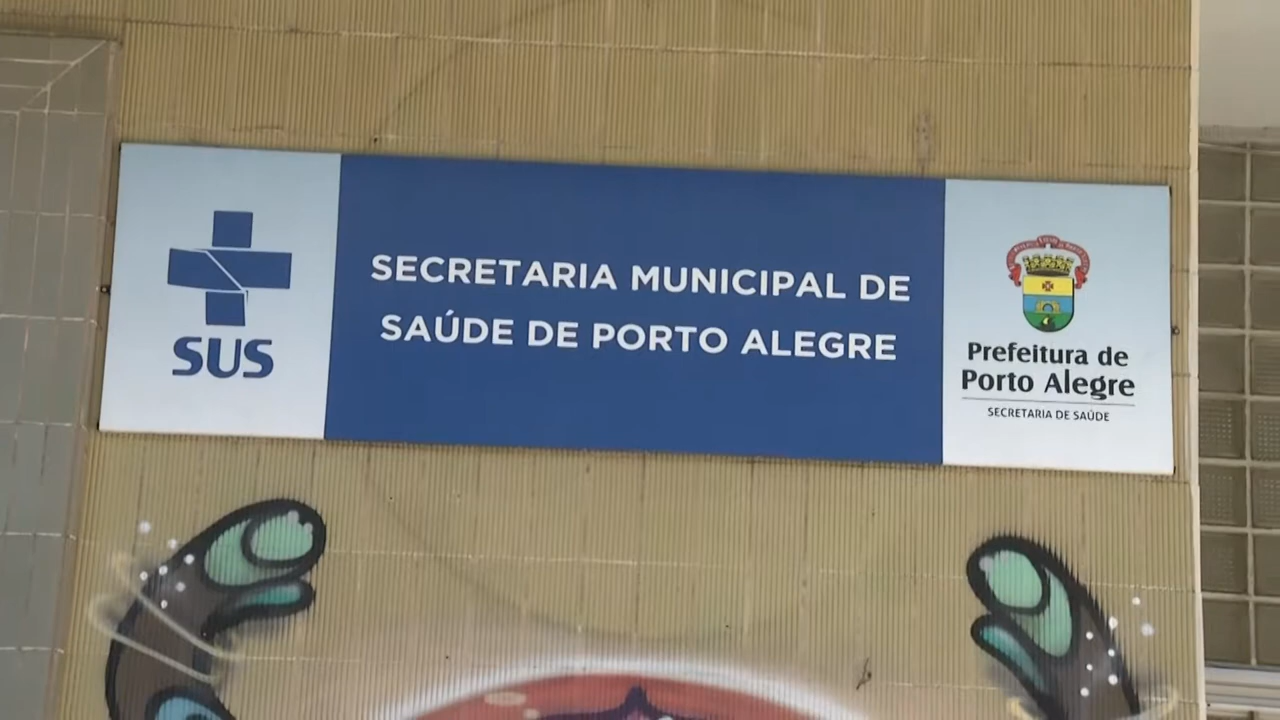 SUS
SECRETARIA MUNICIPAL DE
SAÚDE DE PORTO ALEGRE
Prefeitura de
Porto Alegre
SECRETARIA DE SAÚDE